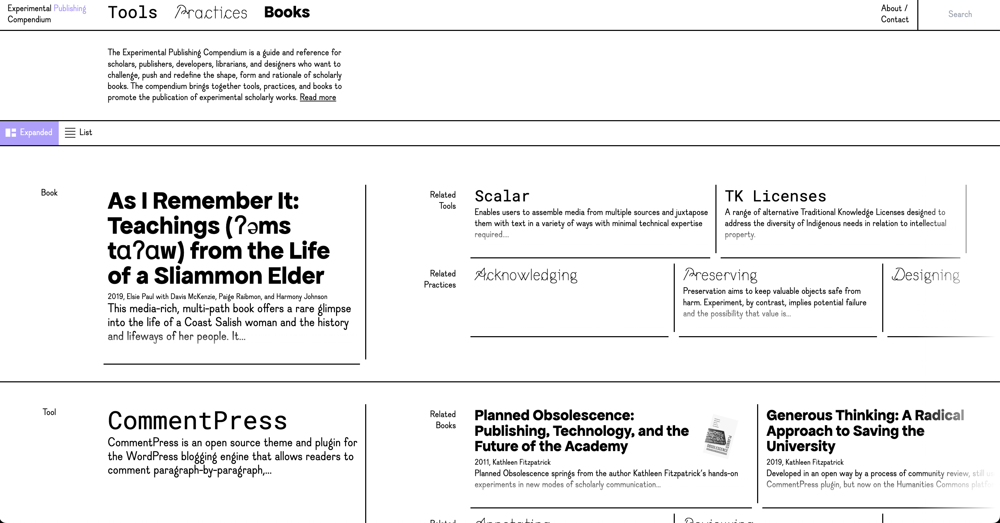 Experimental Publishing
Compendium
Tools
Practices
Books
About /
Contact
Search
The Experimental Publishing Compendium is a guide and reference for
scholars, publishers, developers, librarians, and designers who want to
challenge, push and redefine the shape, form and rationale of scholarly
books. The compendium brings together tools, practices, and books to
promote the publication of experimental scholarly works. Read more
Expanded
List
Book
As I Remember It:
Teachings (ʔəms
tɑʔɑw) from the Life
of a Sliammon Elder
2019, Elsie Paul with Davis McKenzie, Paige Raibmon, and Harmony Johnson
This media-rich, multi-path book offers a rare glimpse
into the life of a Coast Salish woman and the history
and lifeways of her people. It...
Related
Tools
Scalar
Enables users to assemble media from multiple sources and juxtapose
them with text in a variety of ways with minimal technical expertise
required....
TK Licenses
A range of alternative Traditional Knowledge Licenses designed to
address the diversity of Indigenous needs in relation to intellectual
property.
Related
Practices
Acknowledging
Preserving
Preservation aims to keep valuable objects safe from
harm. Experiment, by contrast, implies potential failure
and the possibility that value is...
Designing
Tool
CommentPress
CommentPress is an open source theme and plugin for
the WordPress blogging engine that allows readers to
comment paragraph-by-paragraph,...
Related
Books
Planned Obsolescence:
Publishing, Technology, and the
Future of the Academy
2011, Kathleen Fitzpatrick
Planned Obsolescence springs from the author Kathleen Fitzpatrick's hands-on
experiments in new modes of scholarly communication...
PLANNED
OBSOLESCENCE
Generous Thinking: A Radical
Approach to Saving the
University
2019, Kathleen Fitzpatrick
Developed in an open way by a process of community review, still us
CommentPress plugin, but now on the Humanities Commons platfor
Related
Annotating
Reviewing